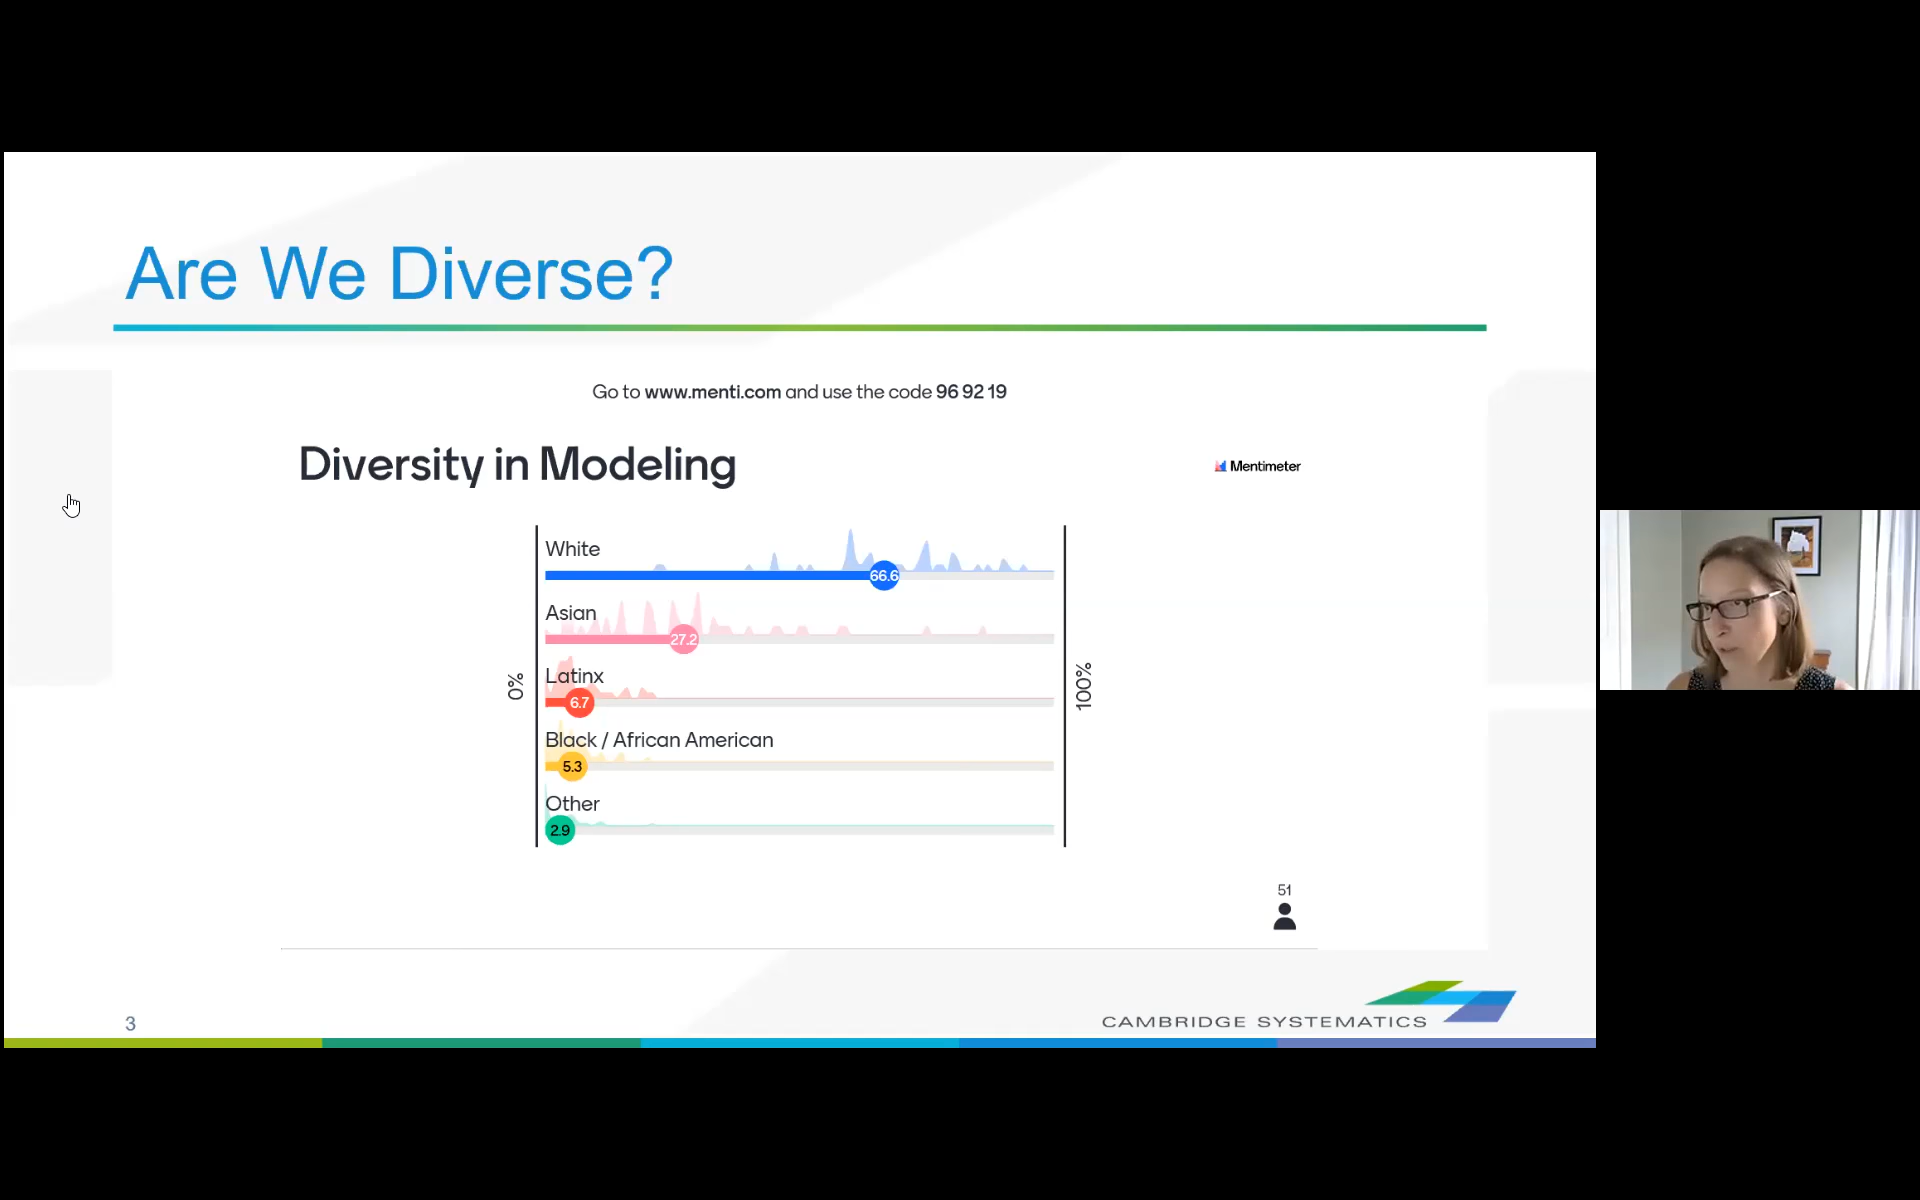 Are We Diverse?
Go to www.menti.com and use the code 96 92 19
Diversity in Modeling
Mentimeter
White
66.6
Asian
27.2
Latinx
6.7
Black / African American
5.3
Other
2.9
0%
100%
51
3
CAMBRIDGE SYSTEMATICS